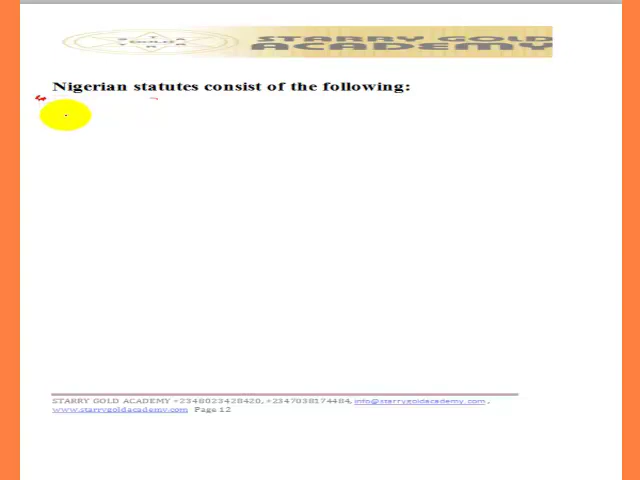 STARRY GOLD
ACADEMY
Nigerian statutes consist of the following:
STARRY GOLD ACADEMY +2348023428420, +2347038174484, info@starrygoldacademy.com ,
www.starrygoldacademy.com Page 12